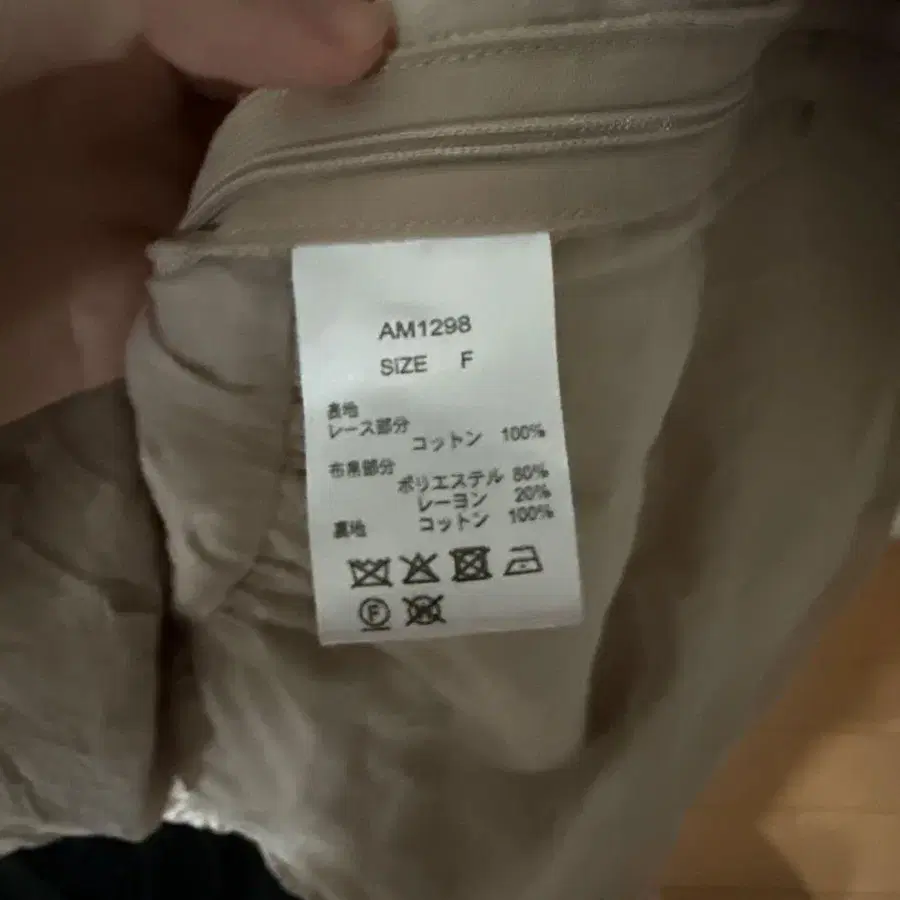 AM1298
SIZE F
表地
レース部分
コットン 100%
布帛部分
ポリエステル 80%
レーヨン 20%
裏地 コットン 100%
F
W